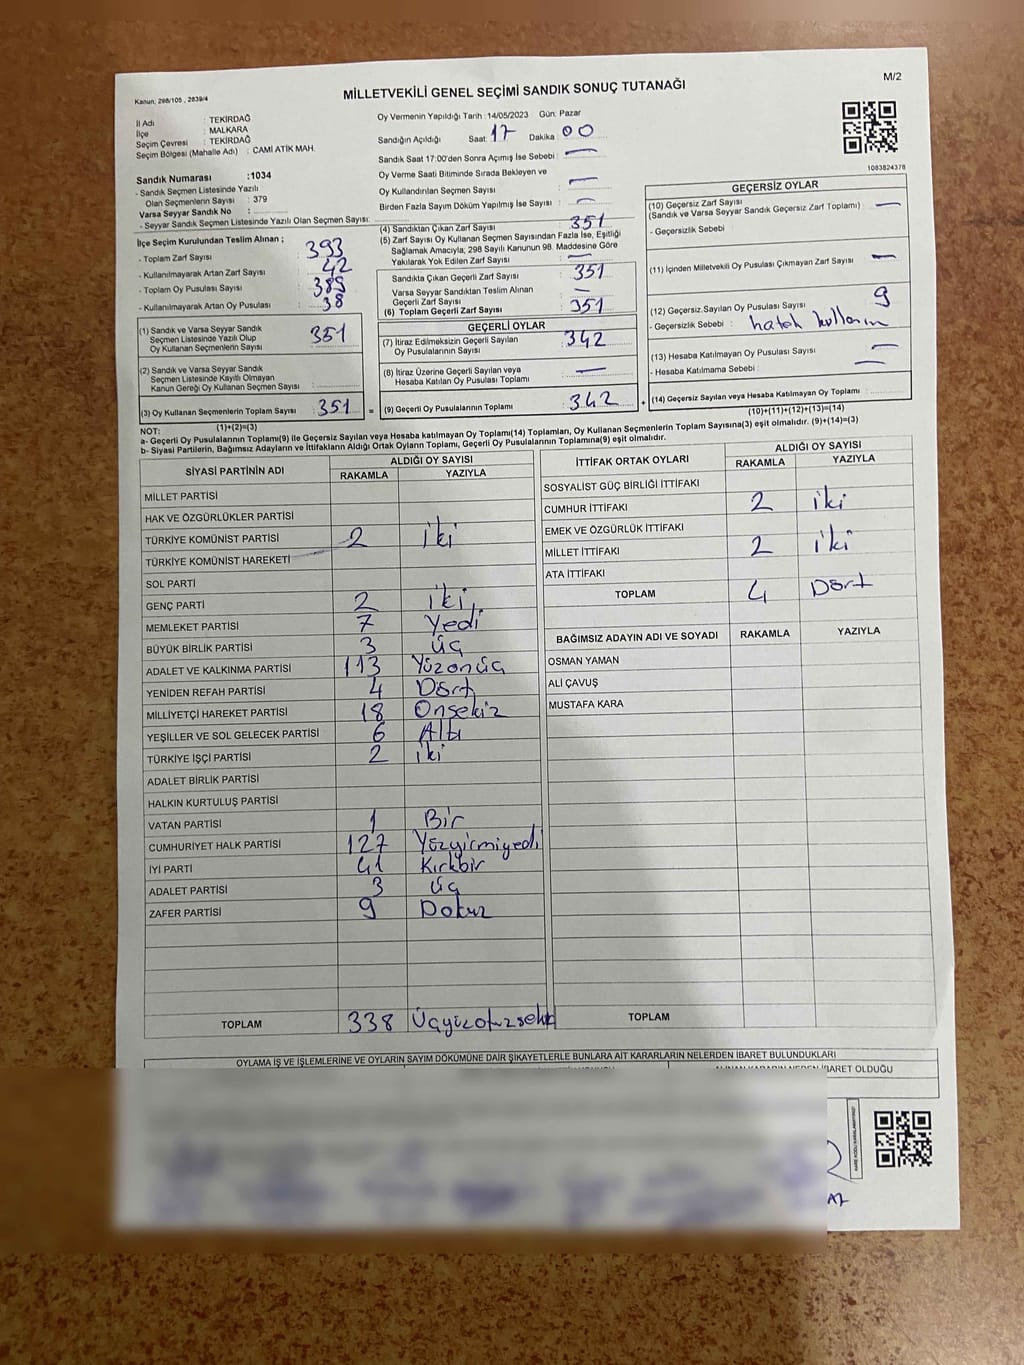 Kanun: 298/105 , 2839/4
MİLLETVEKİLİ GENEL SEÇİMİ SANDIK SONUÇ TUTANAĞI
M/2
İl Adı : TEKİRDAĞ
İlçe : MALKARA
Seçim Çevresi : TEKİRDAĞ
Seçim Bölgesi (Mahalle Adı) : CAMİ ATİK MAH.
Sandık Numarası :1034
- Sandık Seçmen Listesinde Yazılı
Olan Seçmenlerin Sayısı : 379
Varsa Seyyar Sandık No :
- Seyyar Sandık Seçmen Listesinde Yazılı Olan Seçmen Sayısı:
Oy Vermenin Yapıldığı Tarih : 14/05/2023 Gün: Pazar
Sandığın Açıldığı Saat: 17 Dakika : 00
Sandık Saat 17:00'den Sonra Açımış İse Sebebi : —
Oy Verme Saati Bitiminde Sırada Bekleyen ve
Oy Kullandırılan Seçmen Sayısı : —
Birden Fazla Sayım Döküm Yapılmış İse Sayısı : —
1083824378
İlçe Seçim Kurulundan Teslim Alınan ;
- Toplam Zarf Sayısı : 393
- Kullanılmayarak Artan Zarf Sayısı : 42
- Toplam Oy Pusulası Sayısı : 389
- Kullanılmayarak Artan Oy Pusulası : 38
(1) Sandık ve Varsa Seyyar Sandık
Seçmen Listesinde Yazılı Olup
Oy Kullanan Seçmenlerin Sayısı : 351
(2) Sandık ve Varsa Seyyar Sandık
Seçmen Listesinde Kayıtlı Olmayan
Kanun Gereği Oy Kullanan Seçmen Sayısı :
(3) Oy Kullanan Seçmenlerin Toplam Sayısı : 351 =
(1)+(2)=(3)
(4) Sandıktan Çıkan Zarf Sayısı : 351
(5) Zarf Sayısı Oy Kullanan Seçmen Sayısından Fazla İse, Eşitliği
Sağlamak Amacıyla; 298 Sayılı Kanunun 98. Maddesine Göre
Yakılarak Yok Edilen Zarf Sayısı : —
Sandıkta Çıkan Geçerli Zarf Sayısı : 351
Varsa Seyyar Sandıktan Teslim Alınan
Geçerli Zarf Sayısı : —
(6) Toplam Geçerli Zarf Sayısı : 351
GEÇERLİ OYLAR
(7) İtiraz Edilmeksizin Geçerli Sayılan
Oy Pusulalarının Sayısı : 342
(8) İtiraz Üzerine Geçerli Sayılan veya
Hesaba Katılan Oy Pusulası Toplamı : —
(9) Geçerli Oy Pusulalarının Toplamı : 342 +
GEÇERSİZ OYLAR
(10) Geçersiz Zarf Sayısı
(Sandık ve Varsa Seyyar Sandık Geçersiz Zarf Toplamı) : —
- Geçersizlik Sebebi :
(11) İçinden Milletvekili Oy Pusulası Çıkmayan Zarf Sayısı : —
(12) Geçersiz Sayılan Oy Pusulası Sayısı : 9
- Geçersizlik Sebebi : hatalı kullanım
(13) Hesaba Katılmayan Oy Pusulası Sayısı : —
- Hesaba Katılmama Sebebi : —
(14) Geçersiz Sayılan veya Hesaba Katılmayan Oy Toplamı :
(10)+(11)+(12)+(13)=(14)
NOT:
a- Geçerli Oy Pusulalarının Toplamı(9) ile Geçersiz Sayılan veya Hesaba katılmayan Oy Toplamı(14) Toplamları, Oy Kullanan Seçmenlerin Toplam Sayısına(3) eşit olmalıdır. (9)+(14)=(3)
b- Siyasi Partilerin, Bağımsız Adayların ve İttifakların Aldığı Ortak Oyların Toplamı, Geçerli Oy Pusulalarının Toplamına(9) eşit olmalıdır.
SİYASİ PARTİNİN ADI ALDIĞI OY SAYISI
RAKAMLA YAZIYLA
MİLLET PARTİSİ
HAK VE ÖZGÜRLÜKLER PARTİSİ
TÜRKİYE KOMÜNİST PARTİSİ 2 iki
TÜRKİYE KOMÜNİST HAREKETİ
SOL PARTİ
GENÇ PARTİ 2 iki
MEMLEKET PARTİSİ 7 Yedi
BÜYÜK BİRLİK PARTİSİ 3 üç
ADALET VE KALKINMA PARTİSİ 113 Yüzonüç
YENİDEN REFAH PARTİSİ 4 Dört
MİLLİYETÇİ HAREKET PARTİSİ 18 Onsekiz
YEŞİLLER VE SOL GELECEK PARTİSİ 6 Altı
TÜRKİYE İŞÇİ PARTİSİ 2 iki
ADALET BİRLİK PARTİSİ
HALKIN KURTULUŞ PARTİSİ
VATAN PARTİSİ 1 Bir
CUMHURİYET HALK PARTİSİ 127 Yüzyirmiyedi
İYİ PARTİ 41 Kırkbir
ADALET PARTİSİ 3 üç
ZAFER PARTİSİ 9 Dokuz
TOPLAM 338 Üçyüzotuzsekiz
İTTİFAK ORTAK OYLARI ALDIĞI OY SAYISI
RAKAMLA YAZIYLA
SOSYALİST GÜÇ BİRLİĞİ İTTİFAKI
CUMHUR İTTİFAKI 2 iki
EMEK VE ÖZGÜRLÜK İTTİFAKI
MİLLET İTTİFAKI 2 iki
ATA İTTİFAKI
TOPLAM 4 Dört
BAĞIMSIZ ADAYIN ADI VE SOYADI RAKAMLA YAZIYLA
OSMAN YAMAN
ALİ ÇAVUŞ
MUSTAFA KARA
TOPLAM
OYLAMA İŞ VE İŞLEMLERİNE VE OYLARIN SAYIM DÖKÜMÜNE DAİR ŞİKAYETLERLE BUNLARA AİT KARARLARIN NELERDEN İBARET BULUNDUKLARI
ALINAN KARARIN NEDEN İBARET OLDUĞU